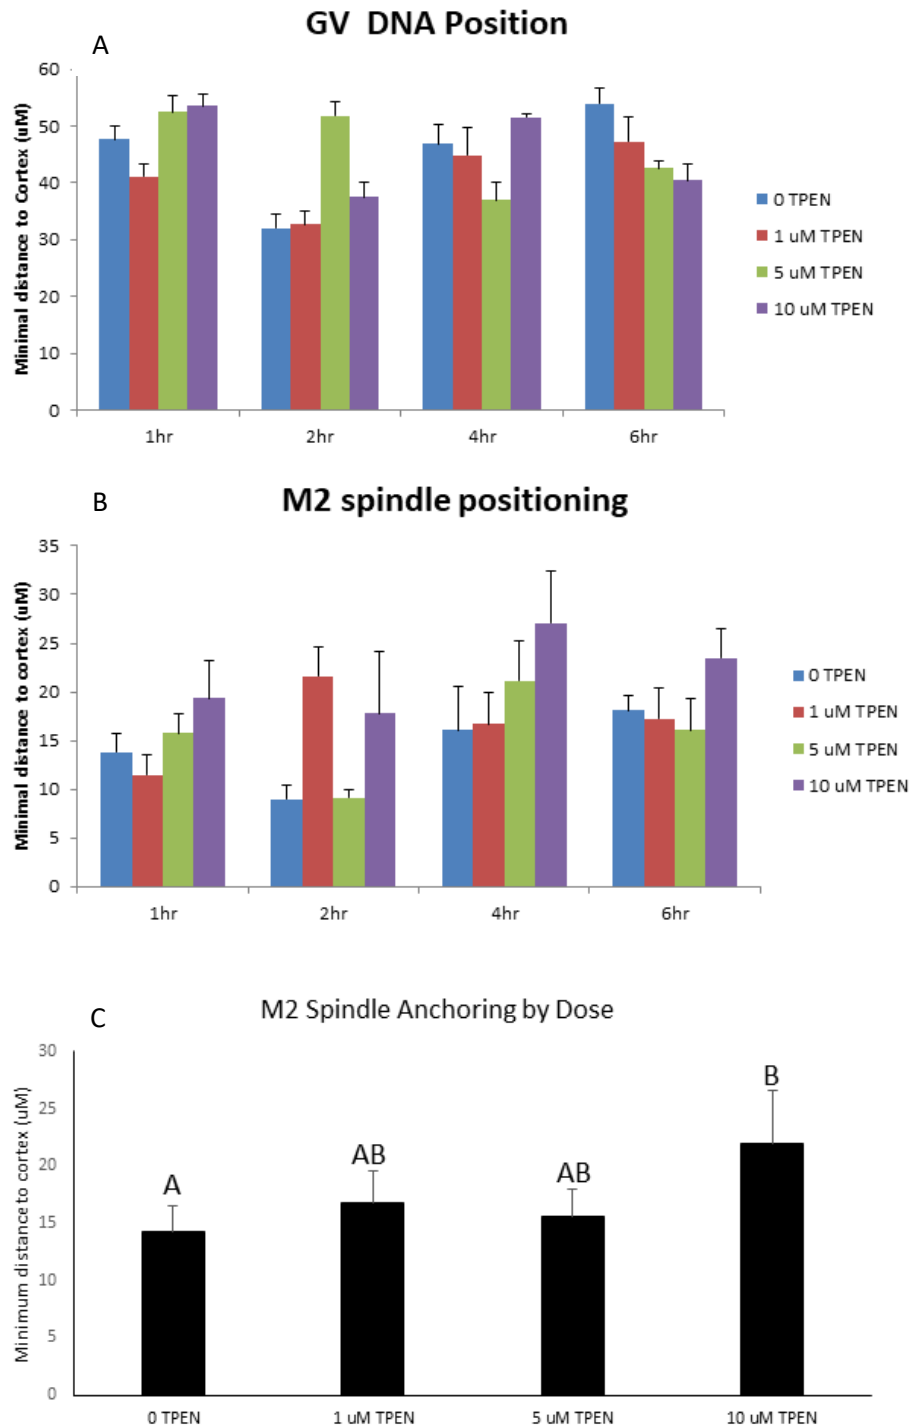 A
GV  DNA Position
Minimal distance to Cortex (uM)
60
50
40
30
20
10
0
1hr
2hr
4hr
6hr
0 TPEN
1 uM TPEN
5 uM TPEN
10 uM TPEN
B
M2 spindle positioning
Minimal distance to cortex (uM)
35
30
25
20
15
10
5
0
1hr
2hr
4hr
6hr
0 TPEN
1 uM TPEN
5 uM TPEN
10 uM TPEN
C
M2 Spindle Anchoring by Dose
Minimum distance to cortex (uM)
30
25
20
15
10
5
0
A
AB
AB
B
0 TPEN
1 uM TPEN
5 uM TPEN
10 uM TPEN